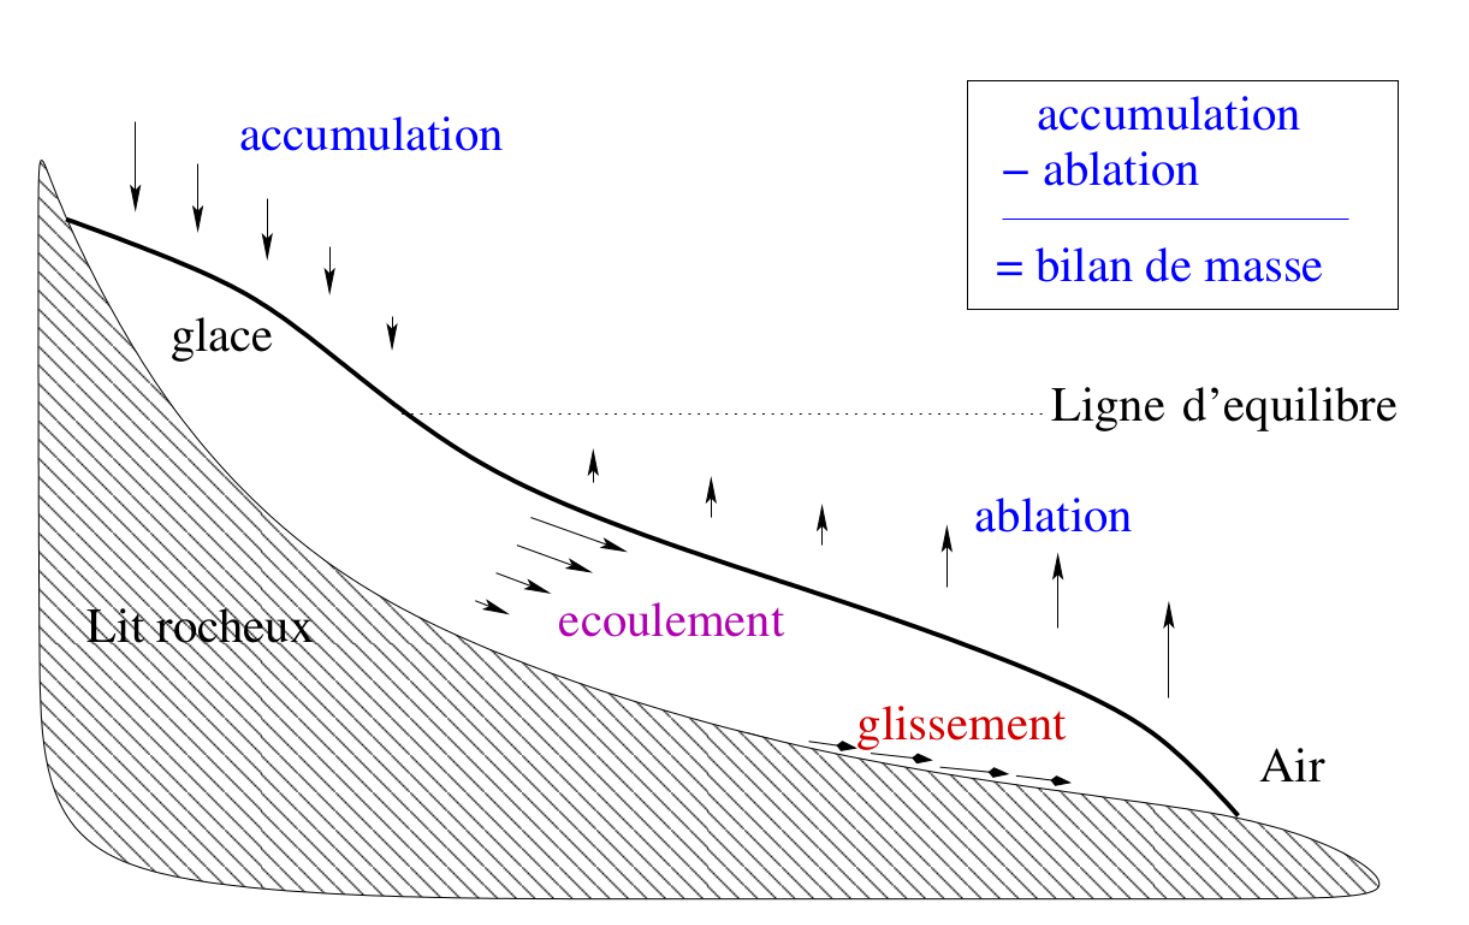 accumulation
accumulation
− ablation
= bilan de masse
glace
Ligne d'equilibre
ablation
ecoulement
Lit rocheux
glissement
Air